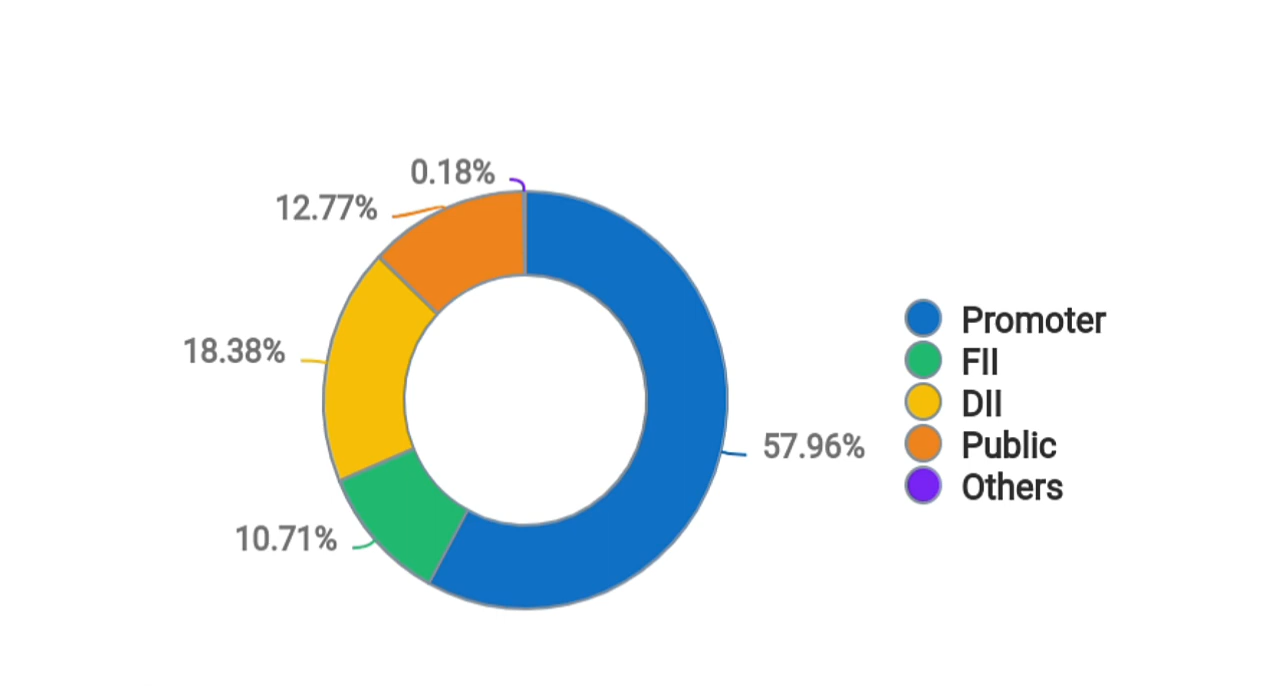 0.18%
12.77%
18.38%
57.96%
10.71%
Promoter
FII
DII
Public
Others